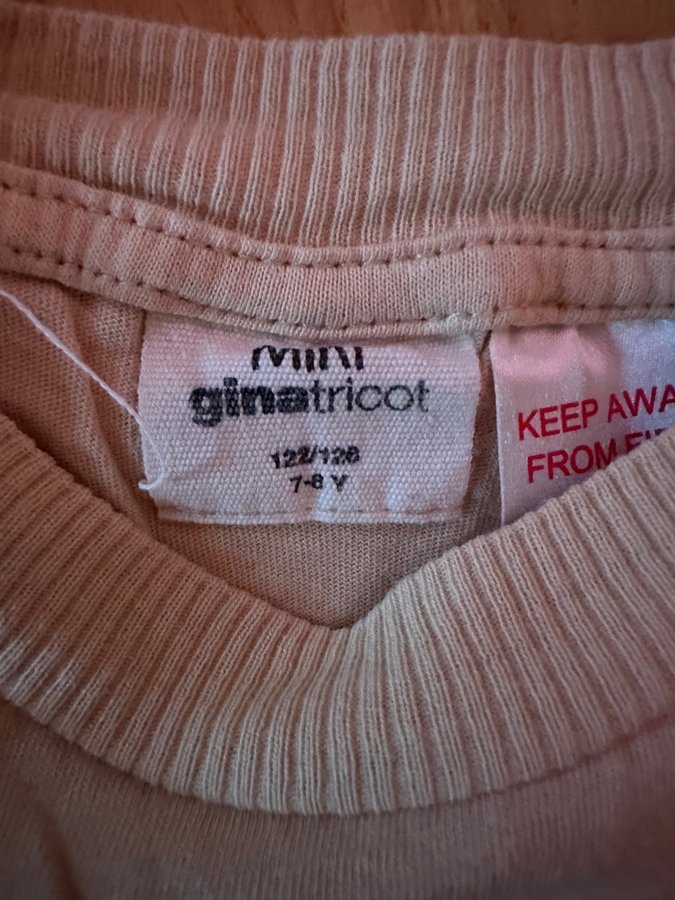 MINI
ginatricot
122/128
7-8 Y
KEEP AWA
FROM FI